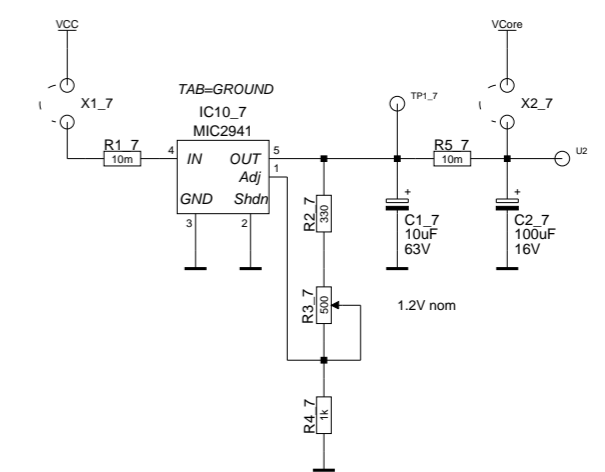 VCC
VCore
X1_7
TAB=GROUND
IC10_7
MIC2941
TP1_7
X2_7
R1_7
10m
4
IN
OUT
5
Adj
1
GND
Shdn
3
2
R5_7
10m
U2
R2_7
330
+
C1_7
10uF
63V
+
C2_7
100uF
16V
R3_7
500
1.2V nom
R4_7
1k